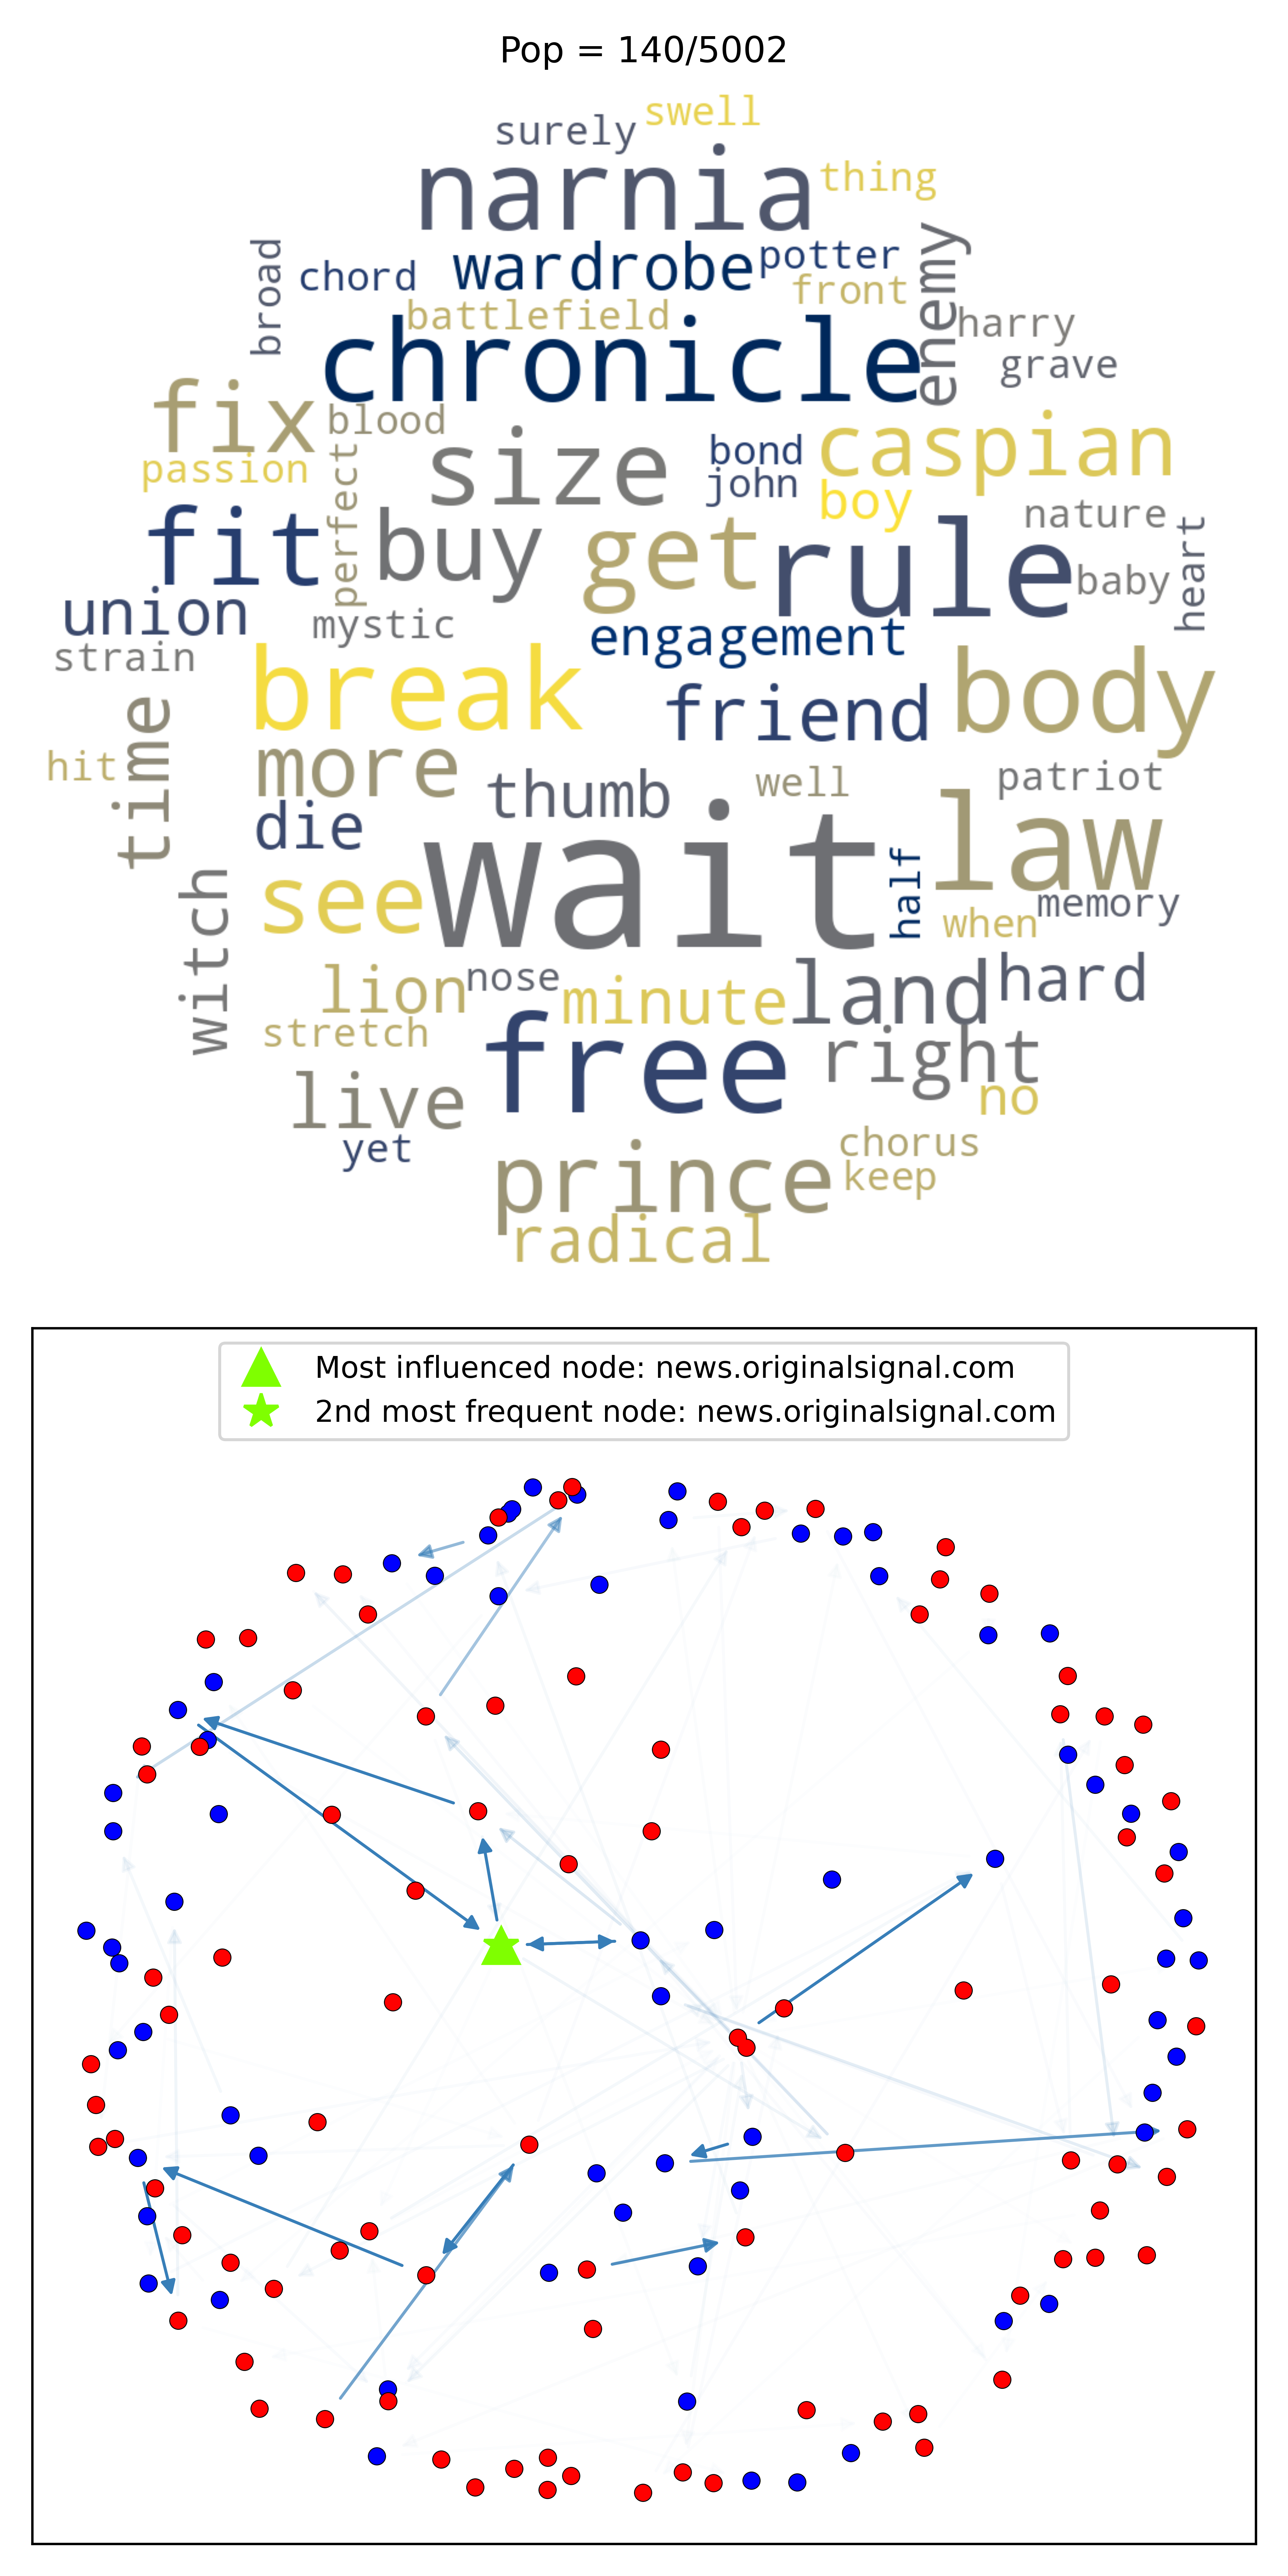 Pop = 140/5002
surely swell
narnia thing
broad chord wardrobe potter
battlefield front enemy
chronicle harry
grave
fix blood
size bond caspian
passion perfect john boy
fit buy get rule nature
baby heart
union mystic engagement
strain
break friend body
time more thumb well patriot
hit
die wait law
see half when memory
witch lion nose minute land hard
stretch
free right
live no
yet chorus
prince keep
radical
Most influenced node: news.originalsignal.com
2nd most frequent node: news.originalsignal.com